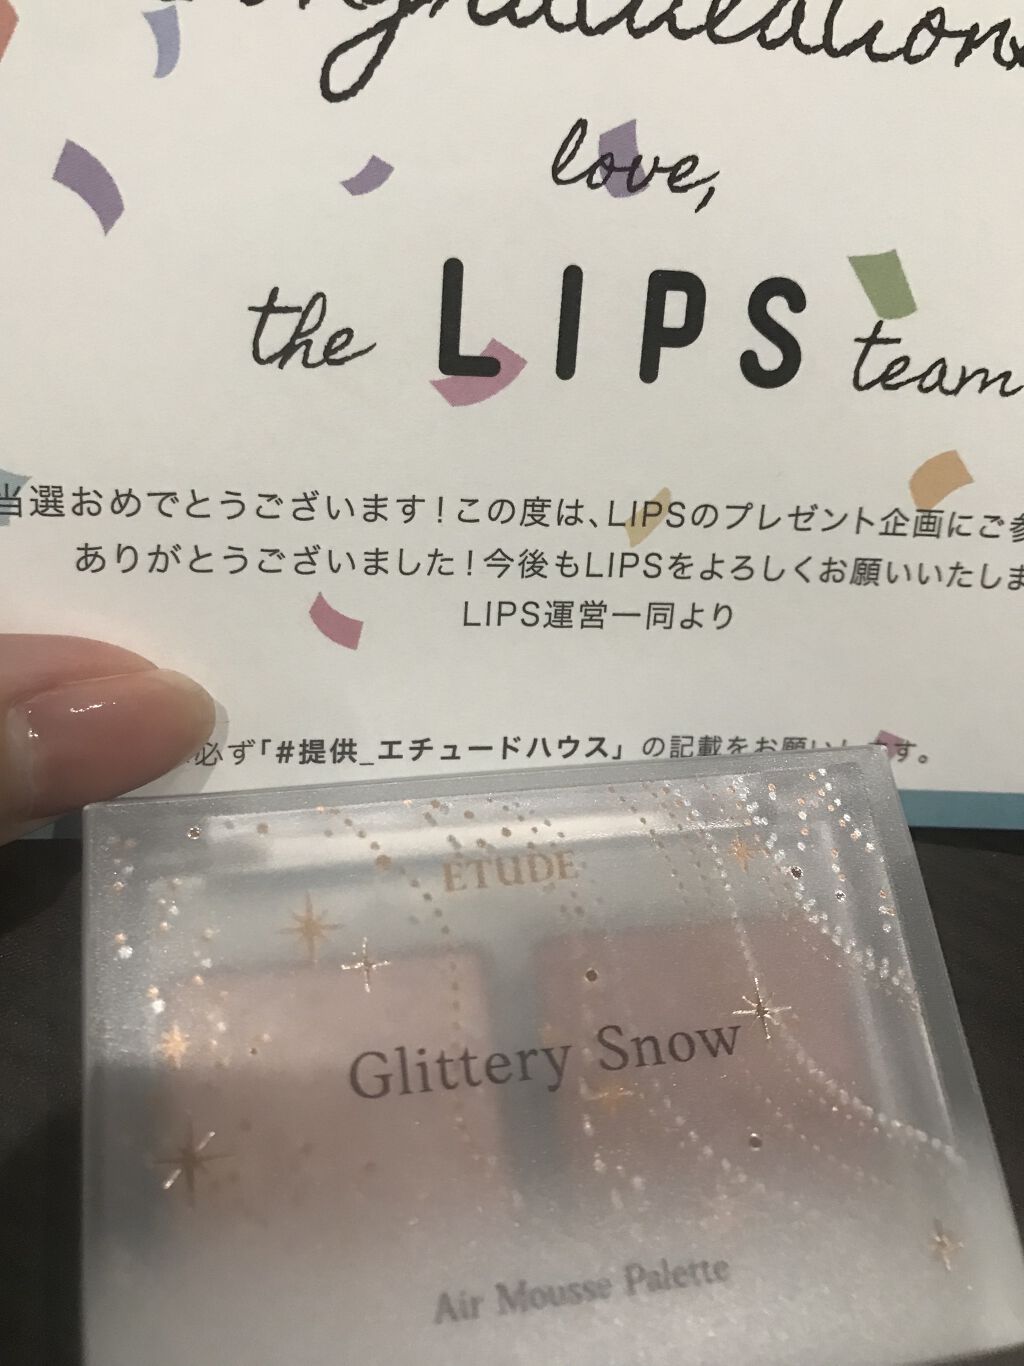 love,
the LIPS team
当選おめでとうございます！この度は、LIPSのプレゼント企画にご参
ありがとうございました！今後もLIPSをよろしくお願いいたしま
LIPS運営一同より
必ず「#提供_エチュードハウス」の記載をお願いします。
ETUDE
Glittery Snow
Air Mousse Palette